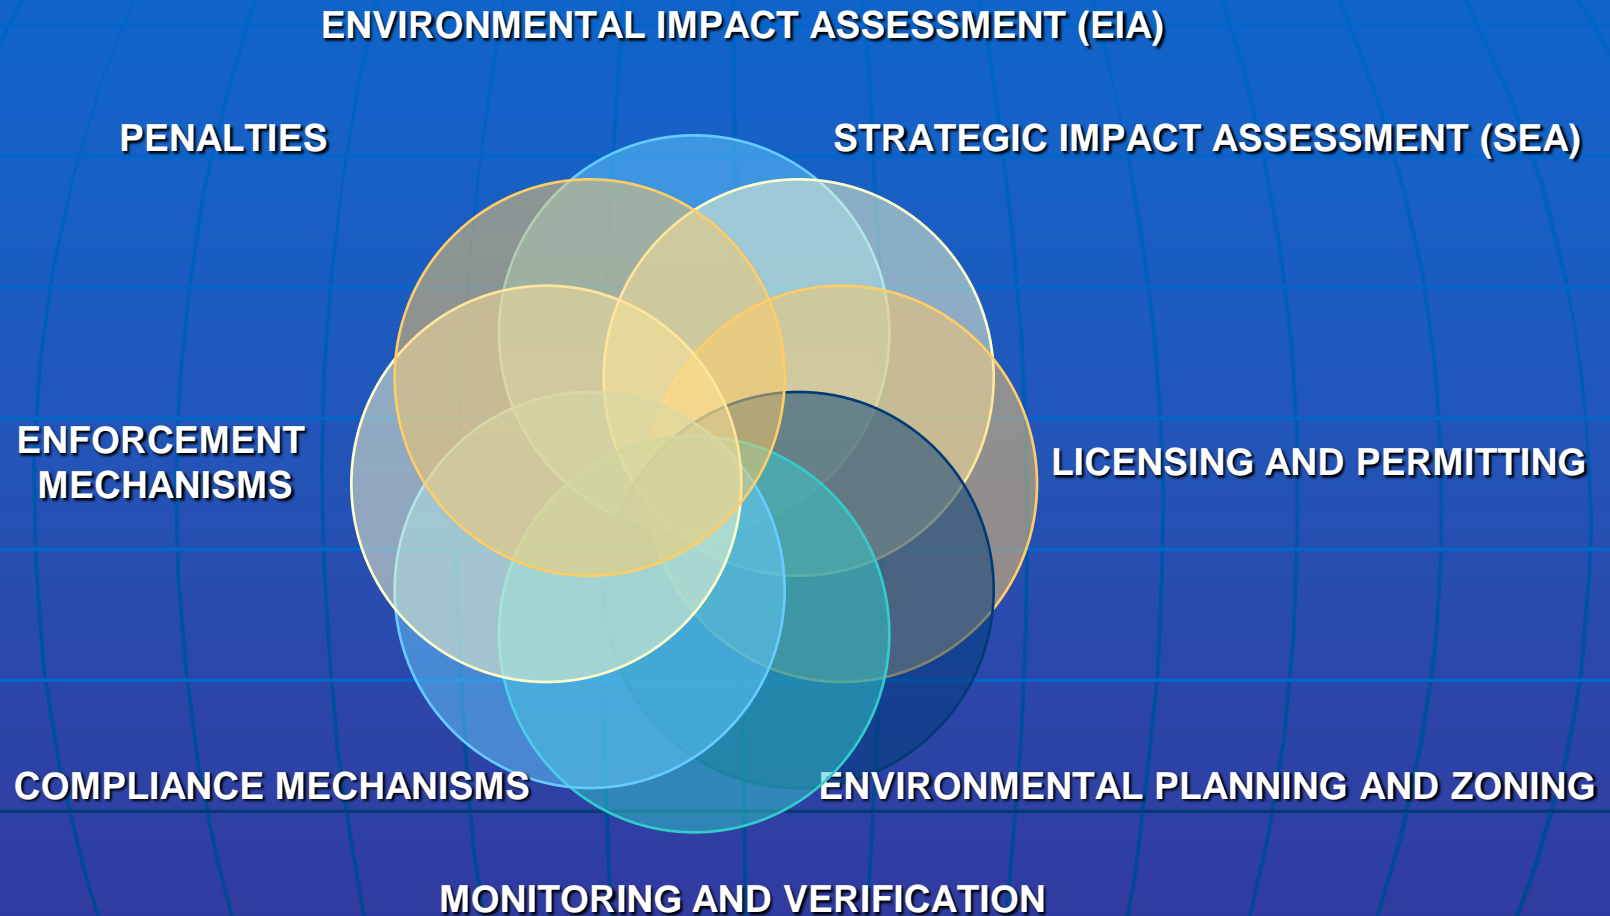 ENVIRONMENTAL IMPACT ASSESSMENT (EIA)
PENALTIES
STRATEGIC IMPACT ASSESSMENT (SEA)
ENFORCEMENT
MECHANISMS
LICENSING AND PERMITTING
COMPLIANCE MECHANISMS
ENVIRONMENTAL PLANNING AND ZONING
MONITORING AND VERIFICATION